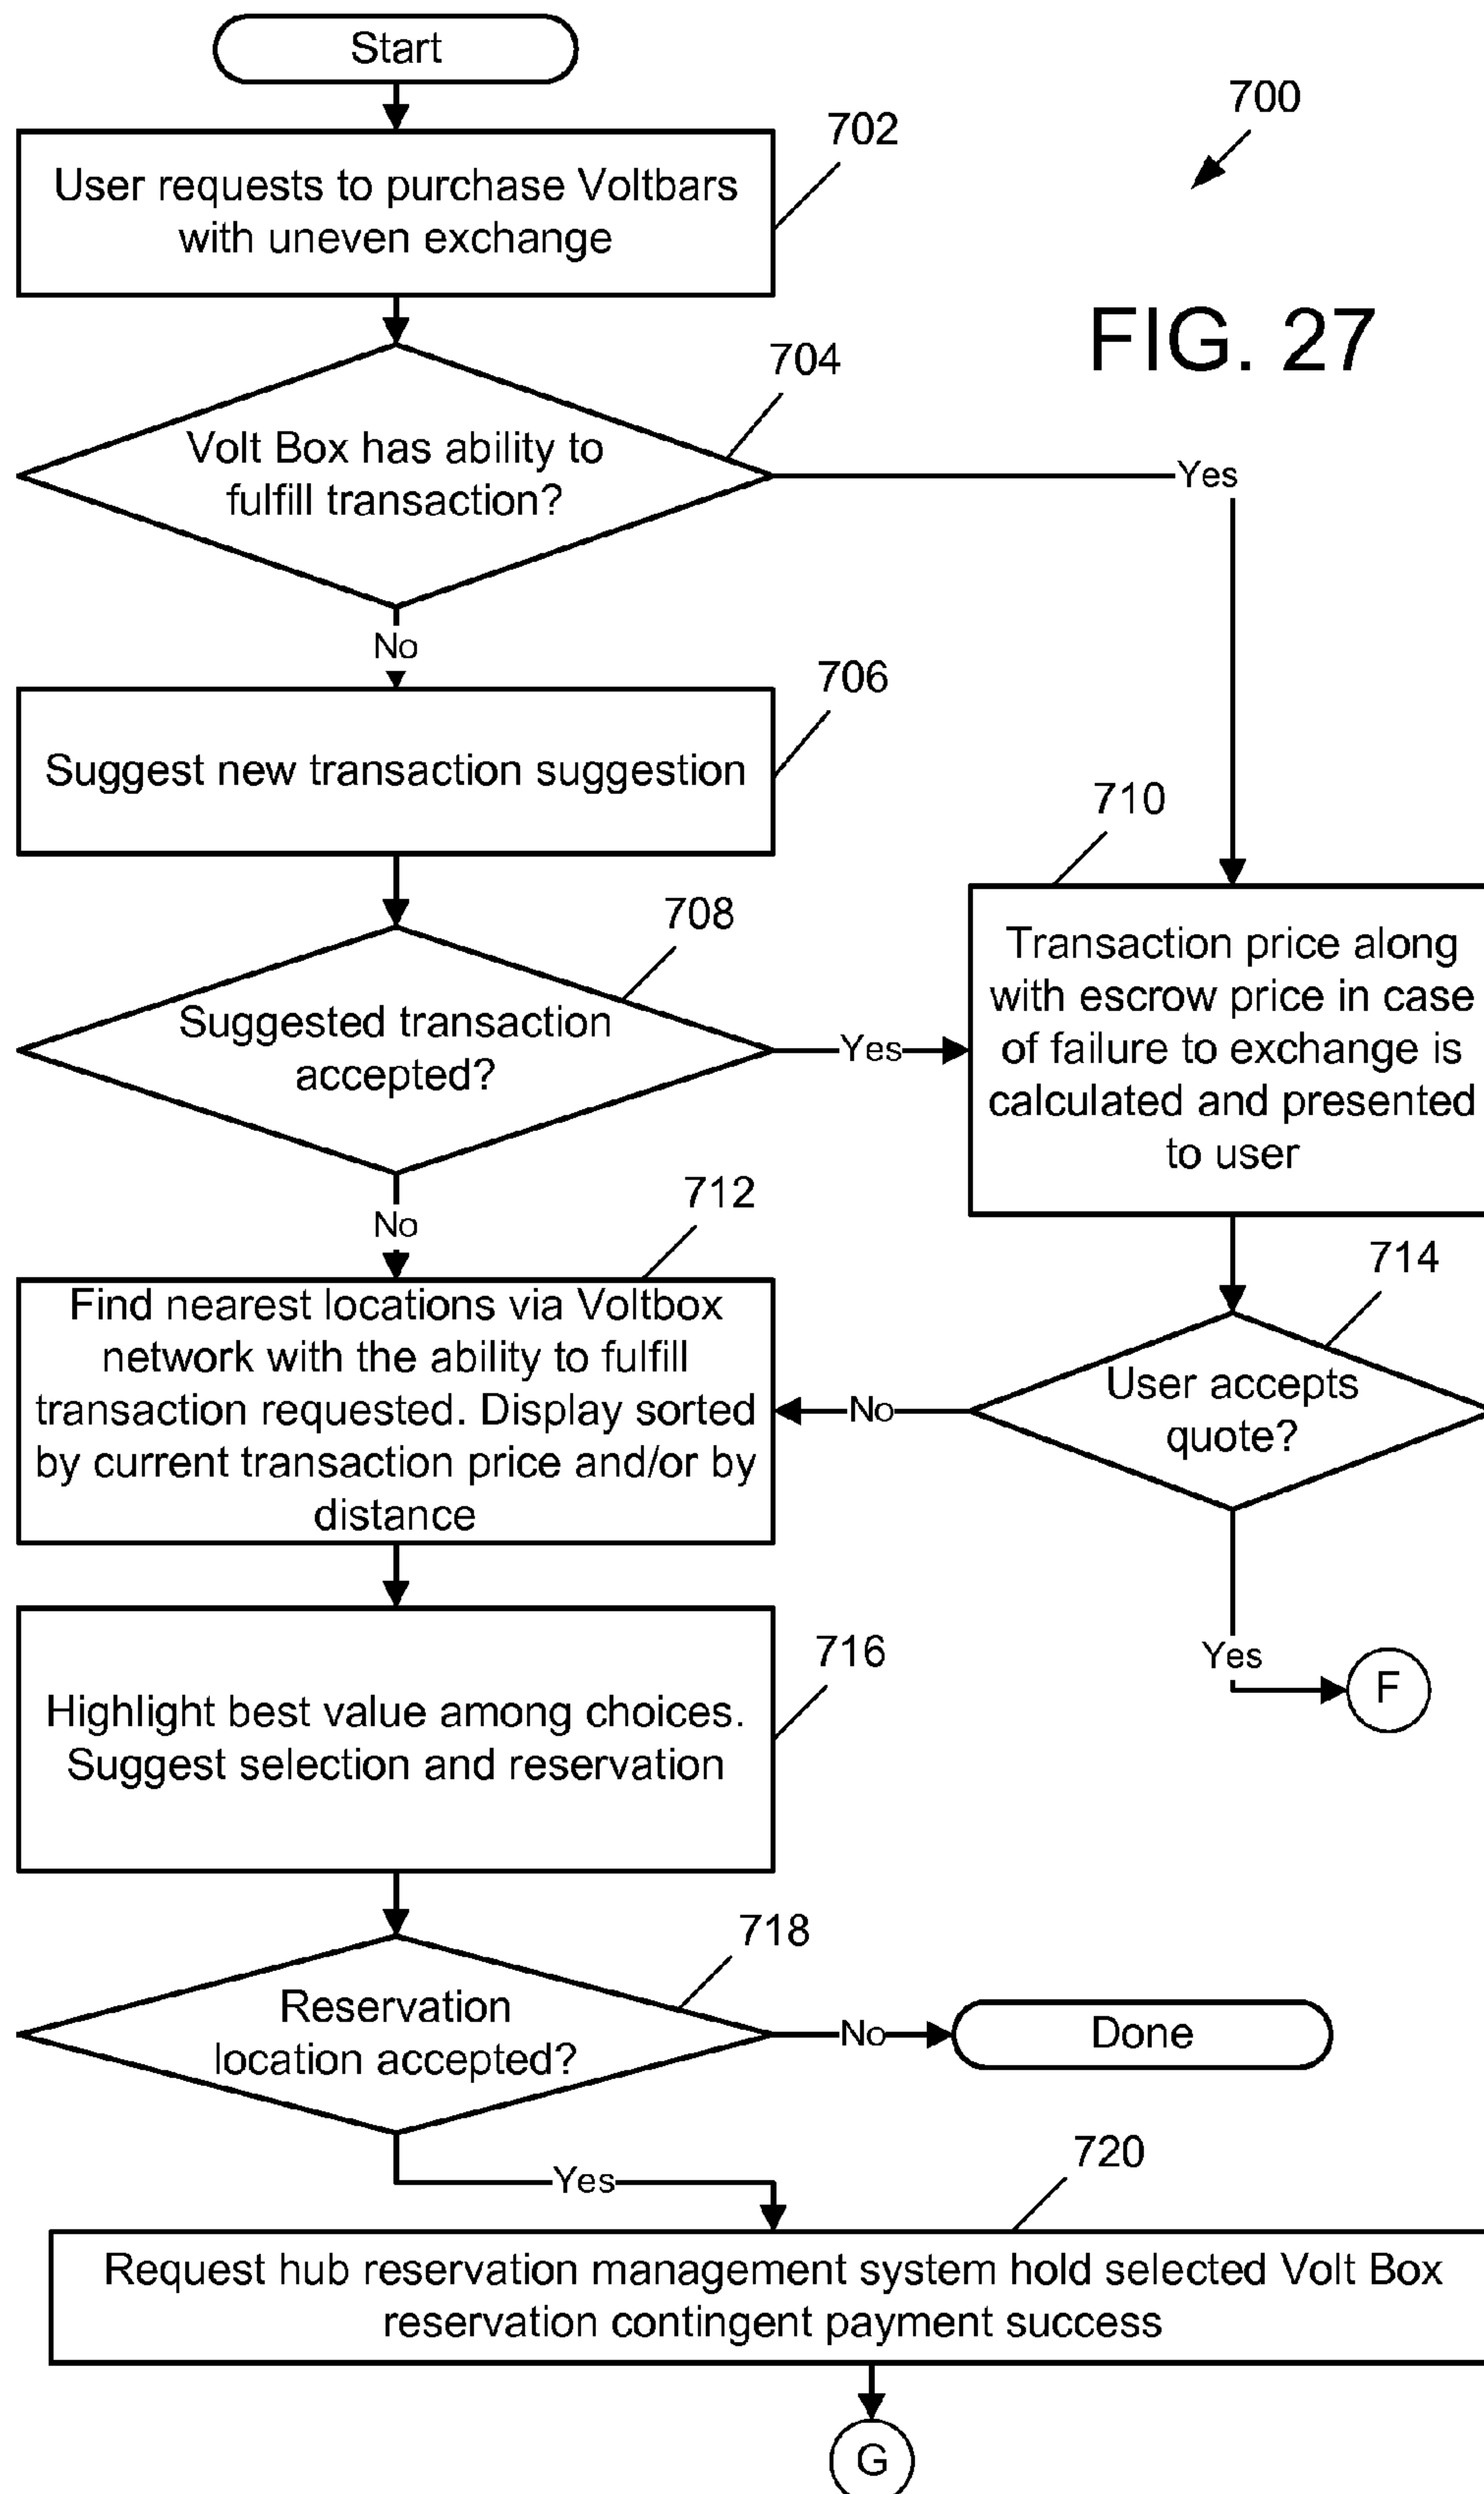 Start
700
702
User requests to purchase Voltbars
with uneven exchange
FIG. 27
704
Volt Box has ability to
fulfill transaction?
Yes
No
706
Suggest new transaction suggestion
710
708
Transaction price along
with escrow price in case
of failure to exchange is
calculated and presented
to user
Suggested transaction
accepted?
Yes
No
712
714
Find nearest locations via Voltbox
network with the ability to fulfill
transaction requested. Display sorted
by current transaction price and/or by
distance
No
User accepts
quote?
Yes
F
716
Highlight best value among choices.
Suggest selection and reservation
718
Reservation
location accepted?
No
Done
Yes
720
Request hub reservation management system hold selected Volt Box
reservation contingent payment success
G